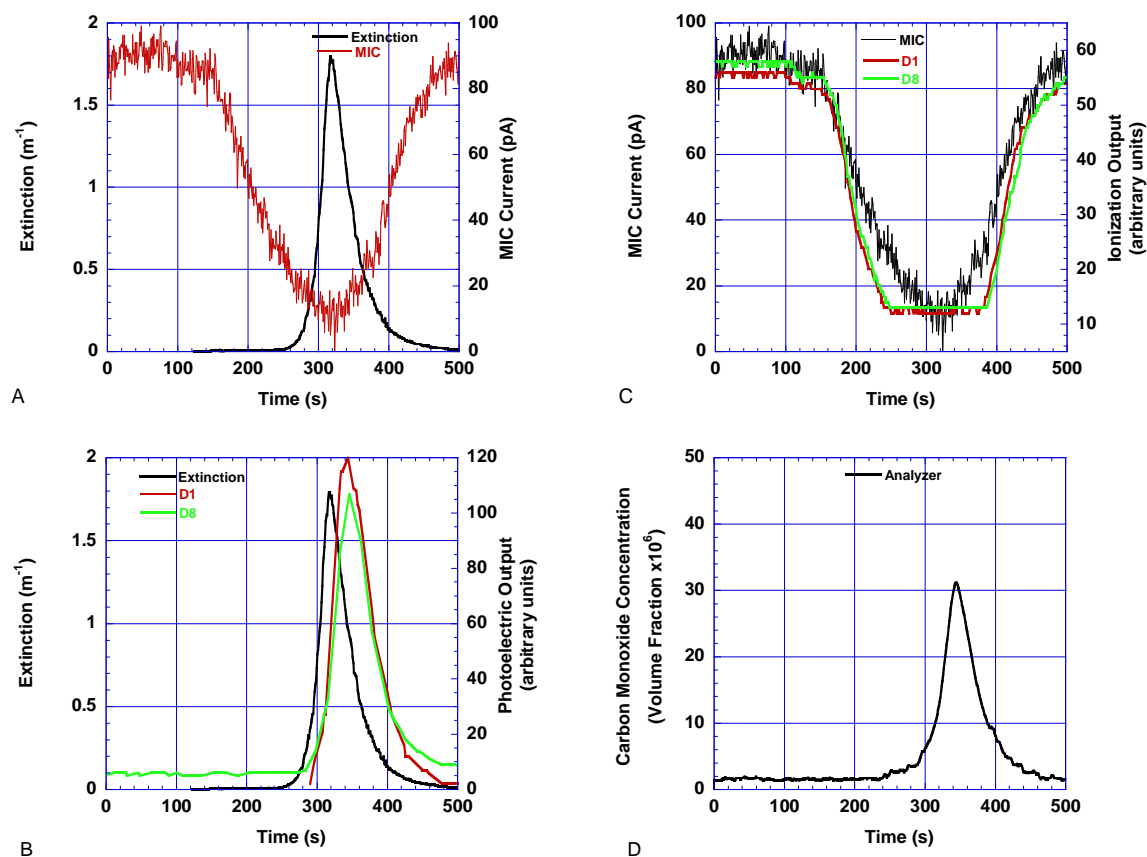 Extinction
MIC
2
1.5
1
0.5
0
100
80
60
40
20
0
Extinction (m⁻¹)
MIC Current (pA)
0 100 200 300 400 500
Time (s)
A
MIC
D1
D8
100
80
60
40
20
0
60
50
40
30
20
10
MIC Current (pA)
Ionization Output
(arbitrary units)
0 100 200 300 400 500
Time (s)
C
Extinction
D1
D8
2
1.5
1
0.5
0
120
100
80
60
40
20
0
Extinction (m⁻¹)
Photoelectric Output
(arbitrary units)
0 100 200 300 400 500
Time (s)
B
Analyzer
50
40
30
20
10
0
Carbon Monoxide Concentration
(Volume Fraction x10⁶)
0 100 200 300 400 500
Time (s)
D